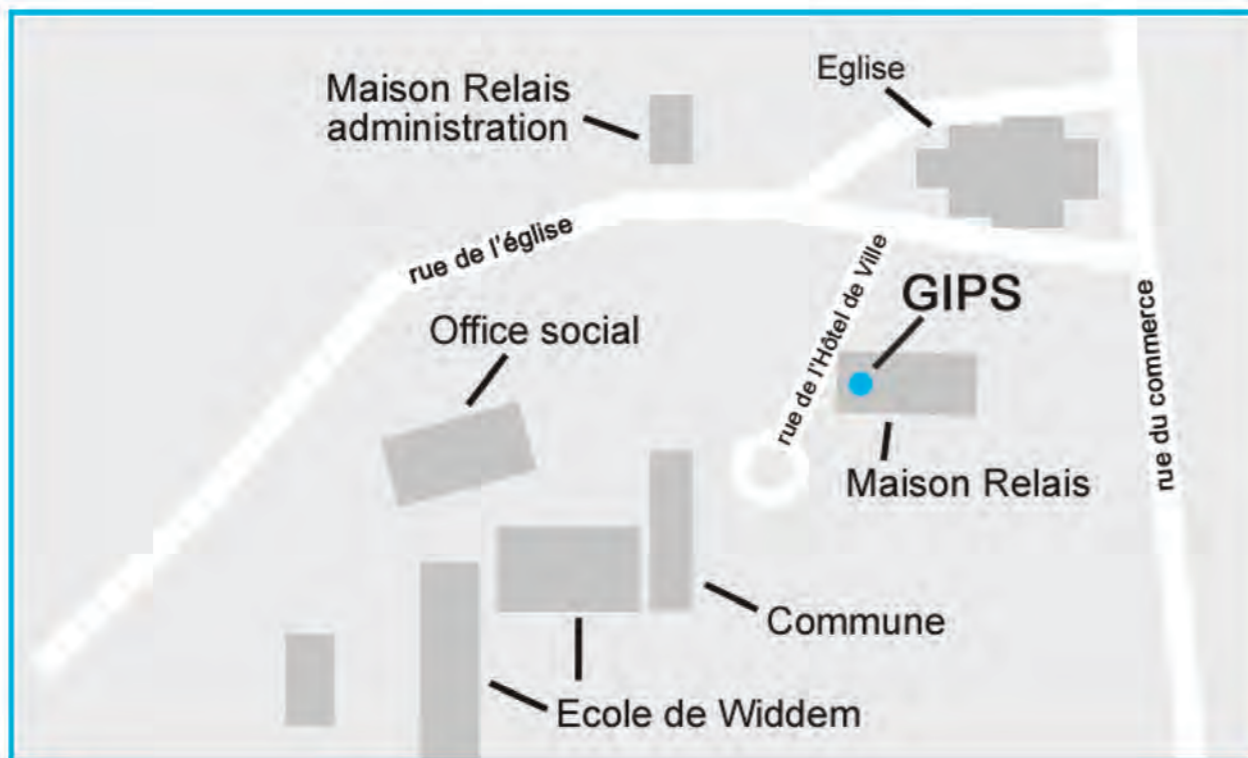 Eglise
Maison Relais
administration
rue de l'église
rue de l'Hôtel de Ville
GIPS
Office social
rue du commerce
Maison Relais
Commune
Ecole de Widdem